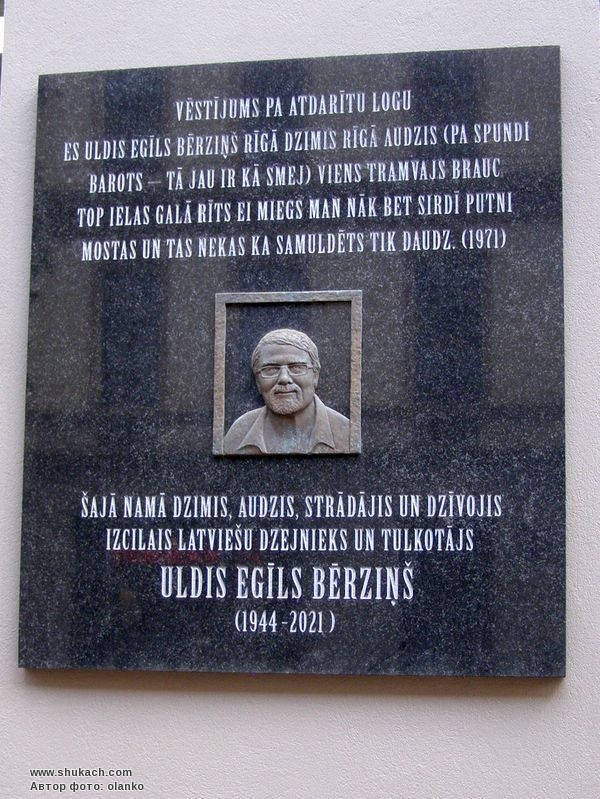 VĒSTĪJUMS PA ATDARĪTU LOGU
ES ULDIS EGĪLS BĒRZIŅŠ RĪGĀ DZIMIS RĪGĀ AUDZIS (PA SPUNDI
BAROTS – TĀ JAU IR KĀ SMEJ) VIENS TRAMVAJS BRAUC
TOP IELAS GALĀ RĪTS EI MIEGS MAN NĀK BET SIRDĪ PUTNI
MOSTAS UN TAS NEKAS KA SAMULDĒTS TIK DAUDZ. (1971)
ŠAJĀ NAMĀ DZIMIS, AUDZIS, STRĀDĀJIS UN DZĪVOJIS
IZCILAIS LATVIEŠU DZEJNIEKS UN TULKOTĀJS
ULDIS EGĪLS BĒRZIŅŠ
(1944-2021)
www.shukach.com
Автор фото: olanko